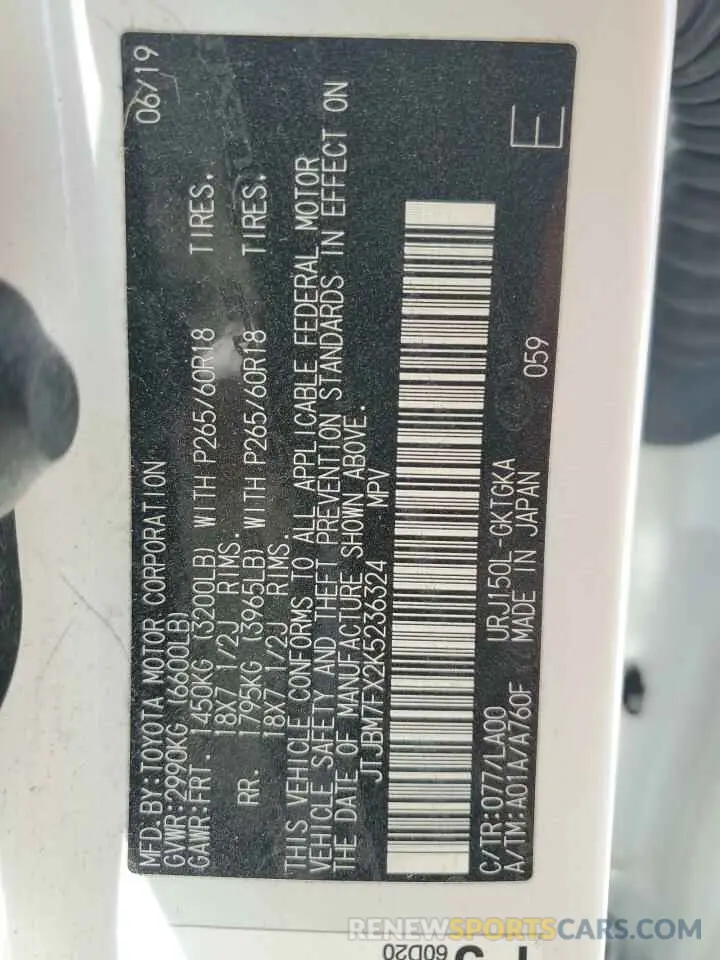 MFD.BY:TOYOTA MOTOR CORPORATION 06/19
GVWR:2990KG (6600LB)
GAWR:FRT. 1450KG (3200LB) WITH P265/60R18 TIRES.
18X7 1/2J RIMS.
RR. 1795KG (3965LB) WITH P265/60R18 TIRES.
18X7 1/2J RIMS.
THIS VEHICLE CONFORMS TO ALL APPLICABLE FEDERAL MOTOR
VEHICLE SAFETY AND THEFT PREVENTION STANDARDS IN EFFECT ON
THE DATE OF MANUFACTURE SHOWN ABOVE.
JTJBM7FX2K5236324 MPV
C/TR:077/LA00 URJ150L-GKTGKA 059 E
A/TM:A01A/A760F MADE IN JAPAN
60D20
RENEWSPORTSCARS.COM